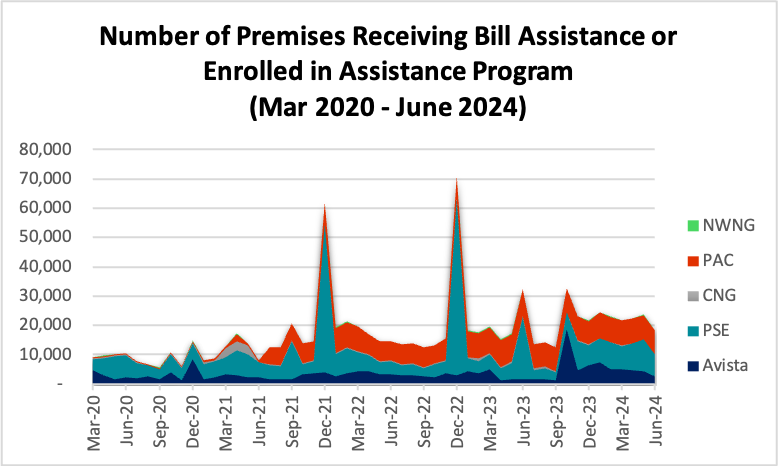 Number of Premises Receiving Bill Assistance or
Enrolled in Assistance Program
(Mar 2020 - June 2024)
80,000
70,000
60,000
50,000
40,000
30,000
20,000
10,000
-
NWNG
PAC
CNG
PSE
Avista
Mar-20
Jun-20
Sep-20
Dec-20
Mar-21
Jun-21
Sep-21
Dec-21
Mar-22
Jun-22
Sep-22
Dec-22
Mar-23
Jun-23
Sep-23
Dec-23
Mar-24
Jun-24